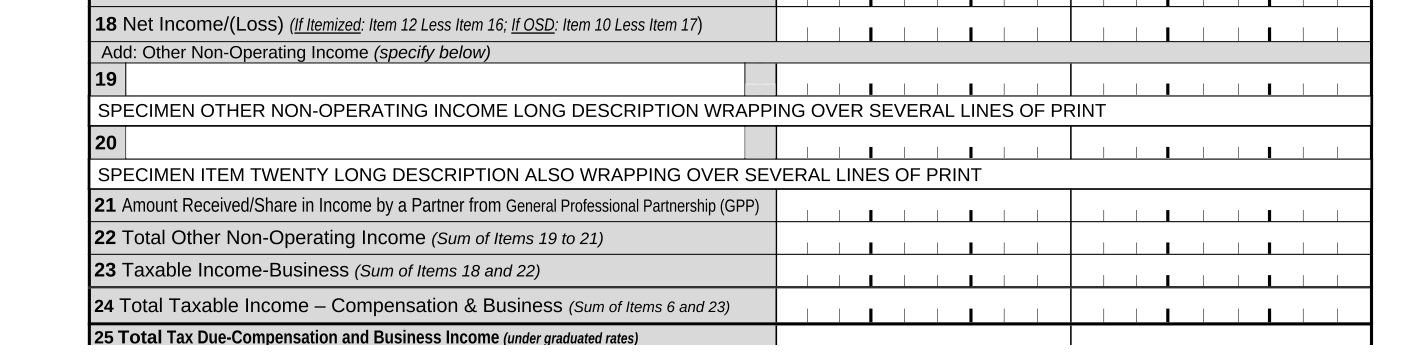 18 Net Income/(Loss) (If Itemized: Item 12 Less Item 16; If OSD: Item 10 Less Item 17)
Add: Other Non-Operating Income (specify below)
19
SPECIMEN OTHER NON-OPERATING INCOME LONG DESCRIPTION WRAPPING OVER SEVERAL LINES OF PRINT
20
SPECIMEN ITEM TWENTY LONG DESCRIPTION ALSO WRAPPING OVER SEVERAL LINES OF PRINT
21 Amount Received/Share in Income by a Partner from General Professional Partnership (GPP)
22 Total Other Non-Operating Income (Sum of Items 19 to 21)
23 Taxable Income-Business (Sum of Items 18 and 22)
24 Total Taxable Income – Compensation & Business (Sum of Items 6 and 23)
25 Total Tax Due-Compensation and Business Income (under graduated rates)